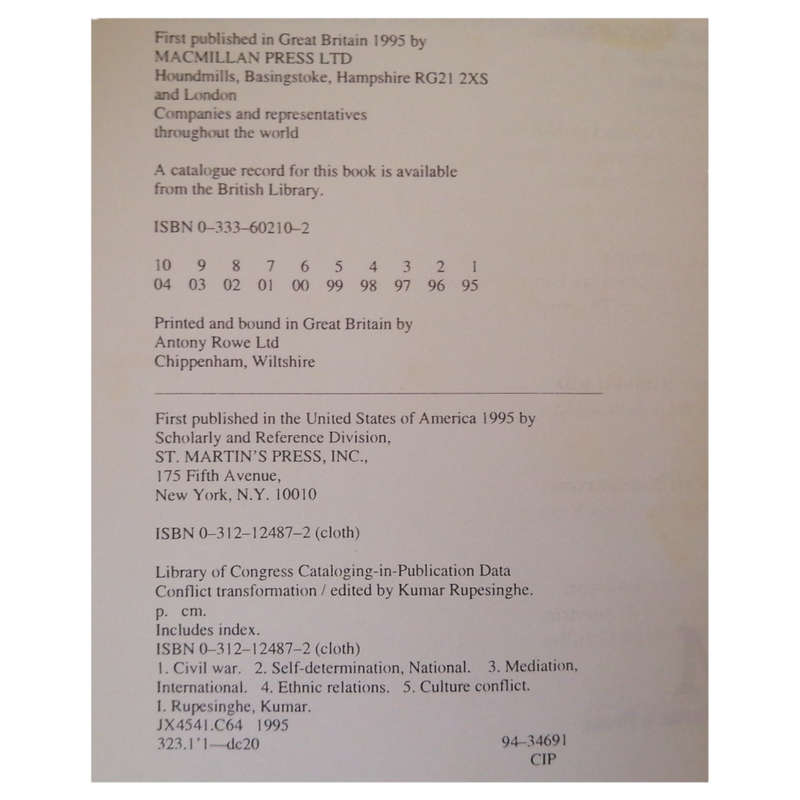 First published in Great Britain 1995 by
MACMILLAN PRESS LTD
Houndmills, Basingstoke, Hampshire RG21 2XS
and London
Companies and representatives
throughout the world
A catalogue record for this book is available
from the British Library.
ISBN 0–333–60210–2
10 9 8 7 6 5 4 3 2 1
04 03 02 01 00 99 98 97 96 95
Printed and bound in Great Britain by
Antony Rowe Ltd
Chippenham, Wiltshire
First published in the United States of America 1995 by
Scholarly and Reference Division,
ST. MARTIN'S PRESS, INC.,
175 Fifth Avenue,
New York, N.Y. 10010
ISBN 0–312–12487–2 (cloth)
Library of Congress Cataloging-in-Publication Data
Conflict transformation / edited by Kumar Rupesinghe.
p. cm.
Includes index.
ISBN 0–312–12487–2 (cloth)
1. Civil war. 2. Self-determination, National. 3. Mediation,
International. 4. Ethnic relations. 5. Culture conflict.
I. Rupesinghe, Kumar.
JX4541.C64 1995
323.1'1—dc20 94–34691
CIP